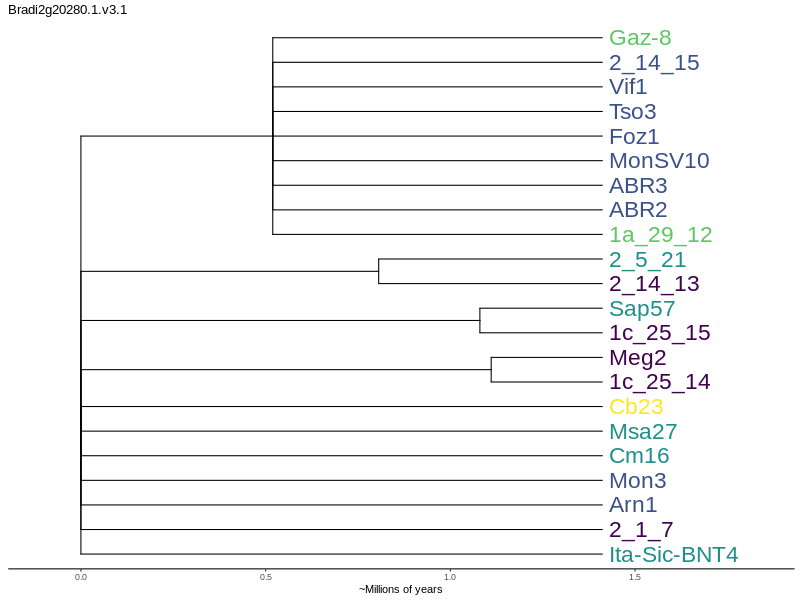 Bradi2g20280.1.v3.1
Gaz-8
2_14_15
Vif1
Tso3
Foz1
MonSV10
ABR3
ABR2
1a_29_12
2_5_21
2_14_13
Sap57
1c_25_15
Meg2
1c_25_14
Cb23
Msa27
Cm16
Mon3
Arn1
2_1_7
Ita-Sic-BNT4
0.0 0.5 1.0 1.5
~Millions of years